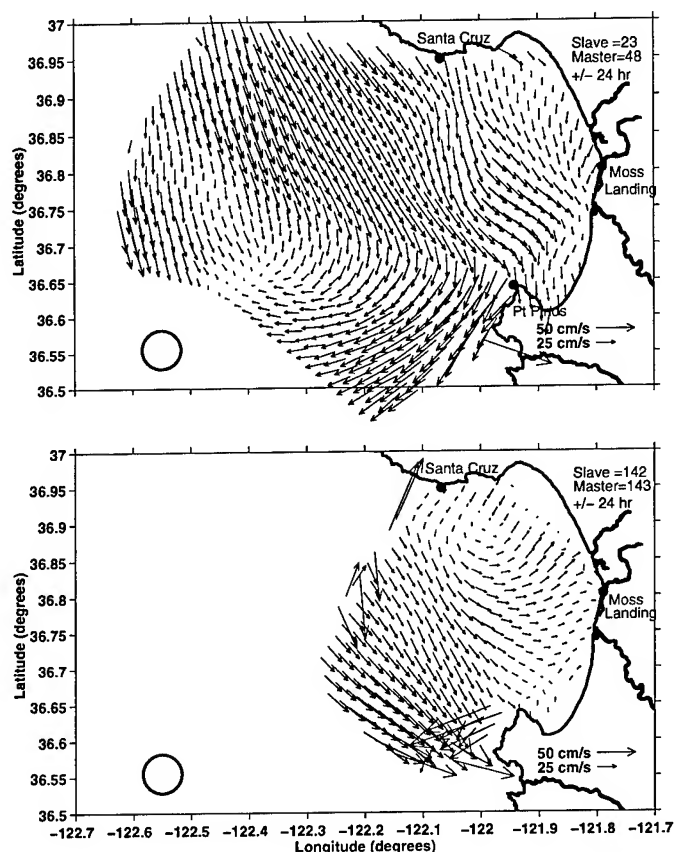 37
36.95
36.9
36.85
36.8
36.75
36.7
36.65
36.6
36.55
36.5
Latitude (degrees)
Santa Cruz
Slave =23
Master=48
+/− 24 hr
Moss
Landing
Pt Pinos
50 cm/s
25 cm/s
37
36.95
36.9
36.85
36.8
36.75
36.7
36.65
36.6
36.55
36.5
Latitude (degrees)
Santa Cruz
Slave =142
Master=143
+/− 24 hr
Moss
Landing
50 cm/s
25 cm/s
−122.7 −122.6 −122.5 −122.4 −122.3 −122.2 −122.1 −122 −121.9 −121.8 −121.7
Longitude (degrees)